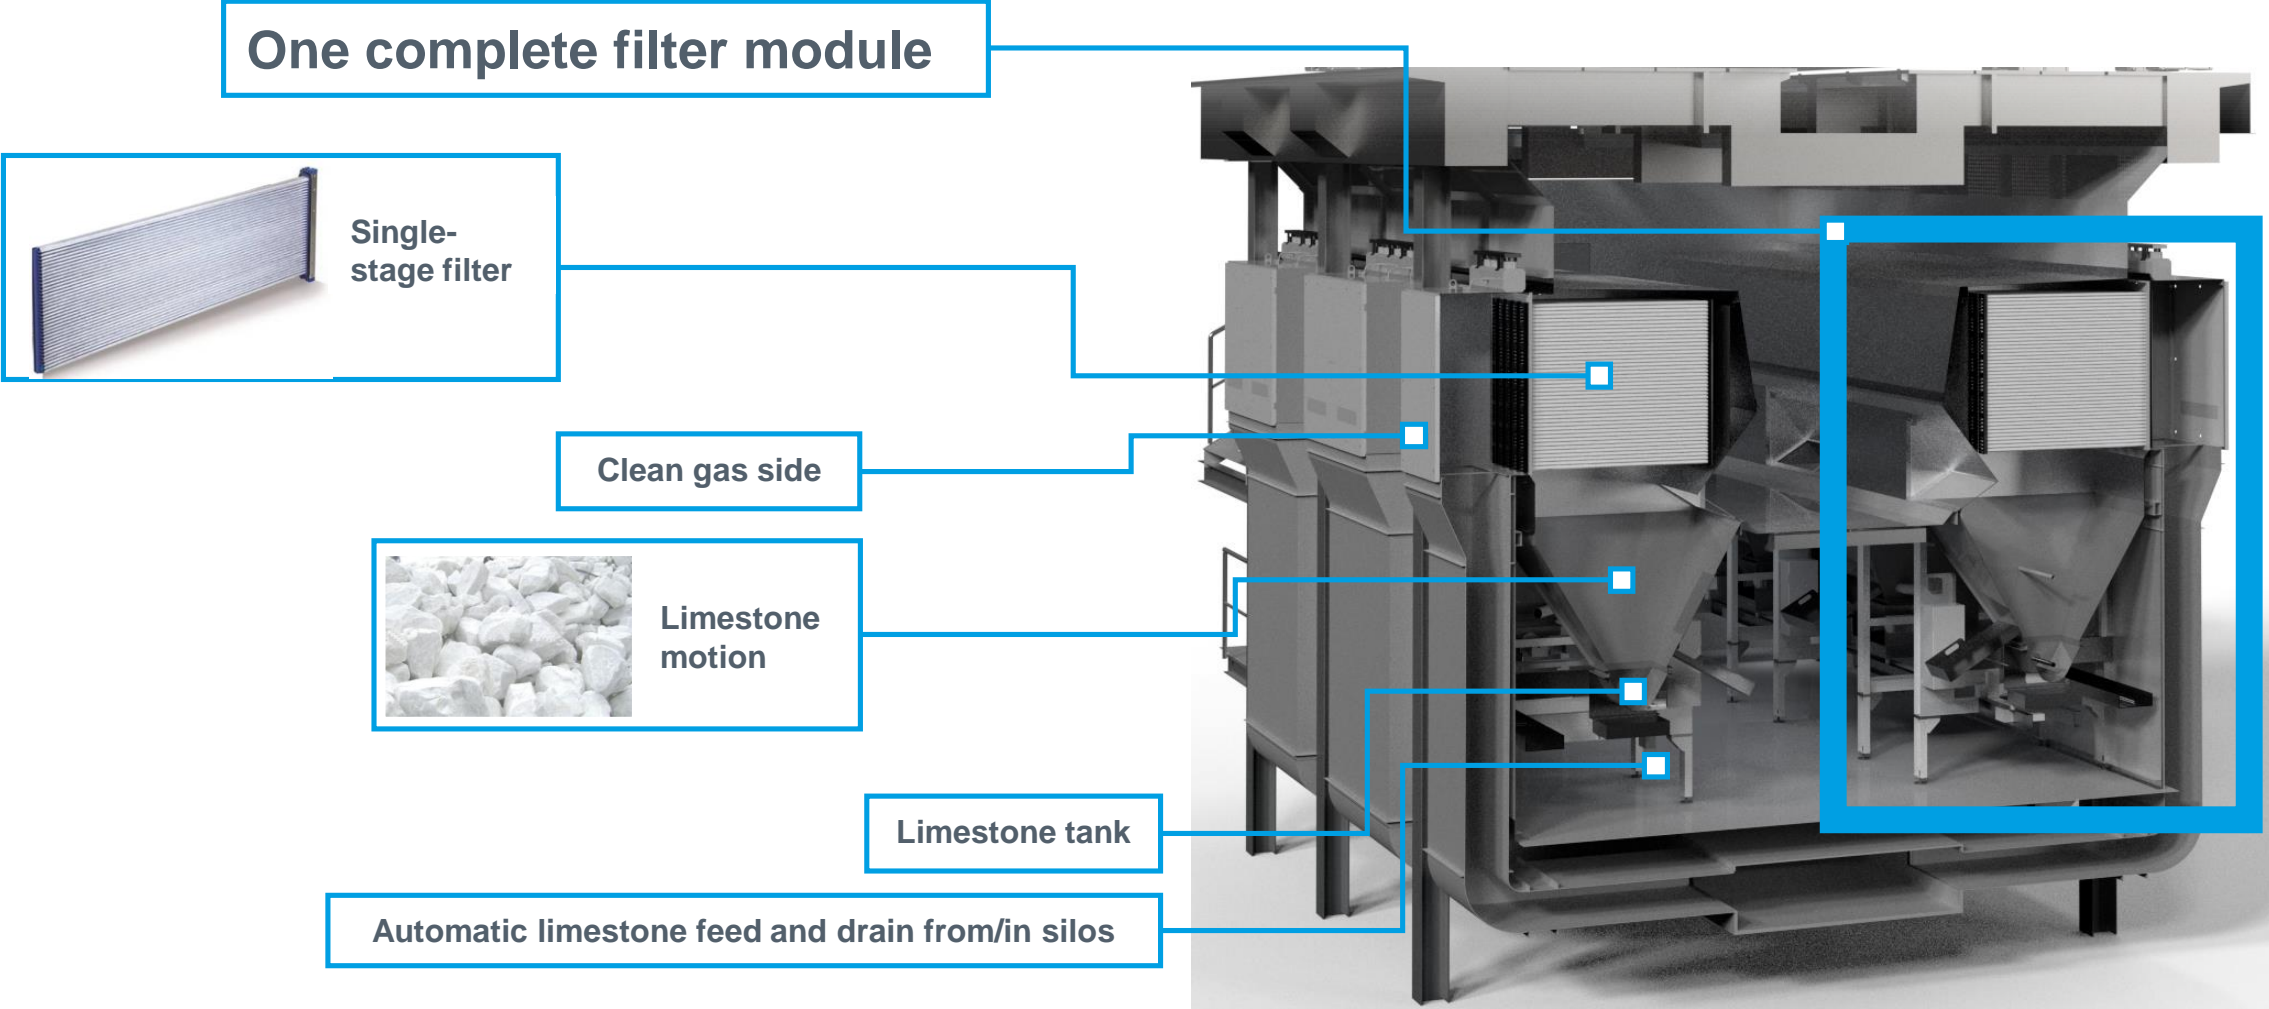 One complete filter module
Single-
stage filter
Clean gas side
Limestone
motion
Limestone tank
Automatic limestone feed and drain from/in silos